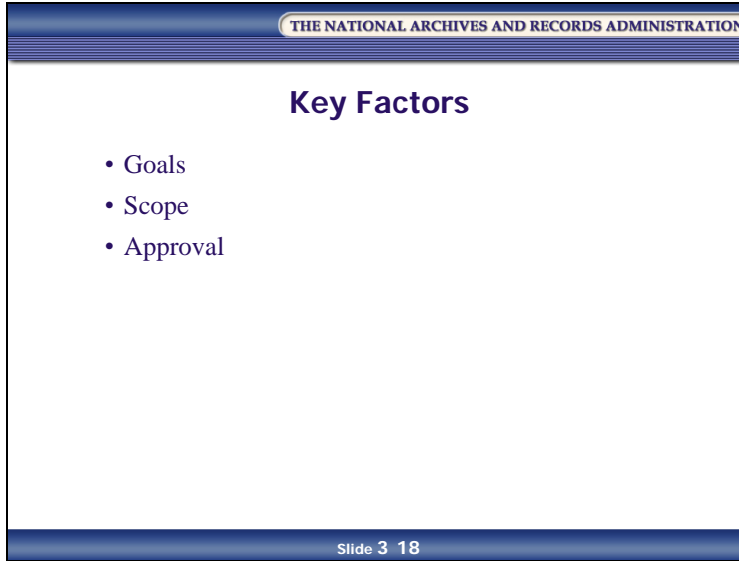 THE NATIONAL ARCHIVES AND RECORDS ADMINISTRATION
Key Factors
• Goals
• Scope
• Approval
Slide 3 18